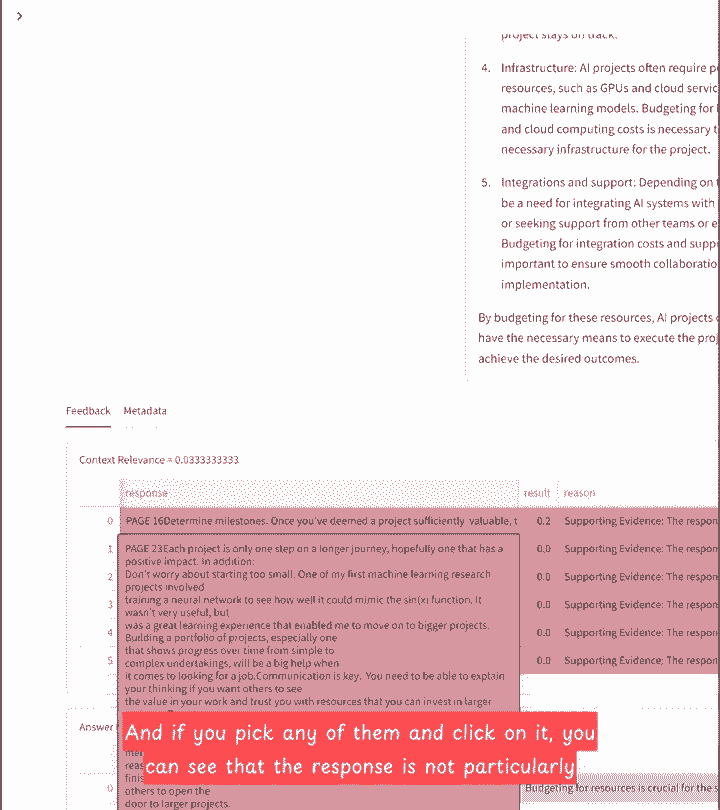 project stays on track.
4. Infrastructure: AI projects often require p
resources, such as GPUs and cloud servic
machine learning models. Budgeting for
and cloud computing costs is necessary t
necessary infrastructure for the project.
5. Integrations and support: Depending on
be a need for integrating AI systems with
or seeking support from other teams or e
Budgeting for integration costs and supp
important to ensure smooth collaboratio
implementation.
By budgeting for these resources, AI projects
have the necessary means to execute the proj
achieve the desired outcomes.
Feedback Metadata
Context Relevance = 0.0333333333
response result reason
0 PAGE 16Determine milestones. Once you've deemed a project sufficiently valuable, t 0.2 Supporting Evidence: The respon
1 0.0 Supporting Evidence: The respon
2 0.0 Supporting Evidence: The respon
3 0.0 Supporting Evidence: The respon
4 0.0 Supporting Evidence: The respon
5 0.0 Supporting Evidence: The respon
PAGE 23Each project is only one step on a longer journey, hopefully one that has a
positive impact. In addition:
Don't worry about starting too small. One of my first machine learning research
projects involved
training a neural network to see how well it could mimic the sin(x) function. It
wasn't very useful, but
was a great learning experience that enabled me to move on to bigger projects.
Building a portfolio of projects, especially one
that shows progress over time from simple to
complex undertakings, will be a big help when
it comes to looking for a job.Communication is key. You need to be able to explain
your thinking if you want others to see
the value in your work and trust you with resources that you can invest in larger
Answer
And if you pick any of them and click on it, you
can see that the response is not particularly
others to open the
door to larger projects.
0 Budgeting for resources is crucial for the s